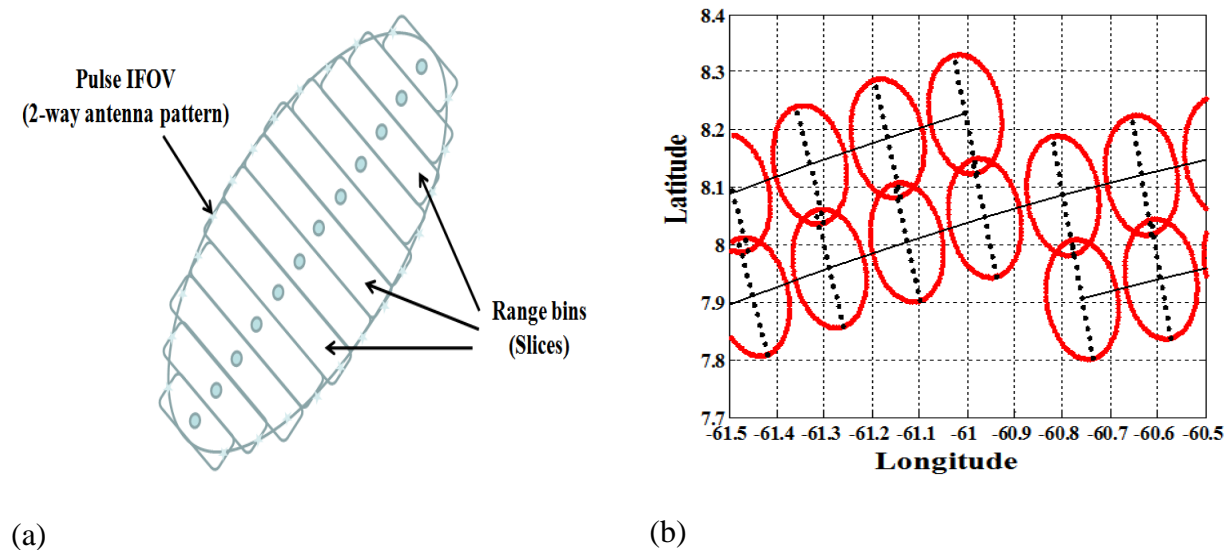 Pulse IFOV
(2-way antenna pattern)
Range bins
(Slices)
(a)
8.4
8.3
8.2
8.1
8
7.9
7.8
7.7
Latitude
-61.5 -61.4 -61.3 -61.2 -61.1 -61 -60.9 -60.8 -60.7 -60.6 -60.5
Longitude
(b)